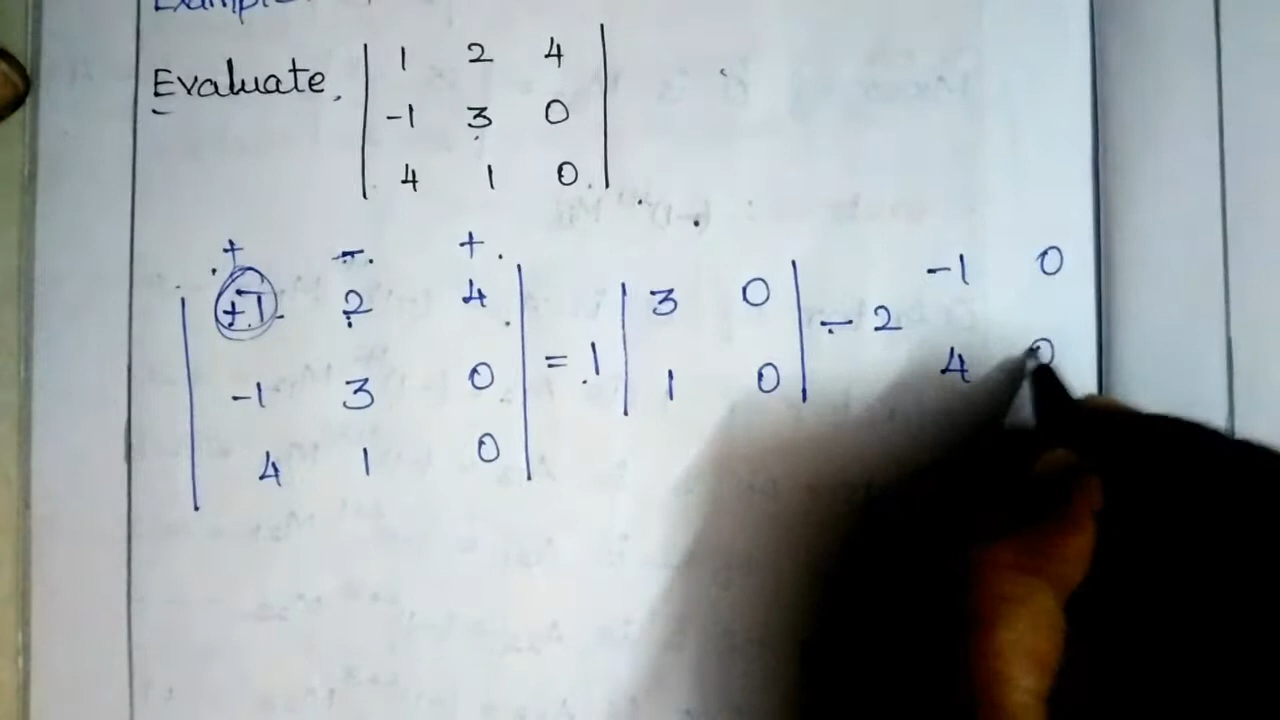 Example
Evaluate, | 1 2 4 |
| -1 3 0 |
| 4 1 0 |
+ - +
| +1 2 4 | = 1 | 3 0 | - 2 -1 0
| -1 3 0 | | 1 0 | 4 0
| 4 1 0 |